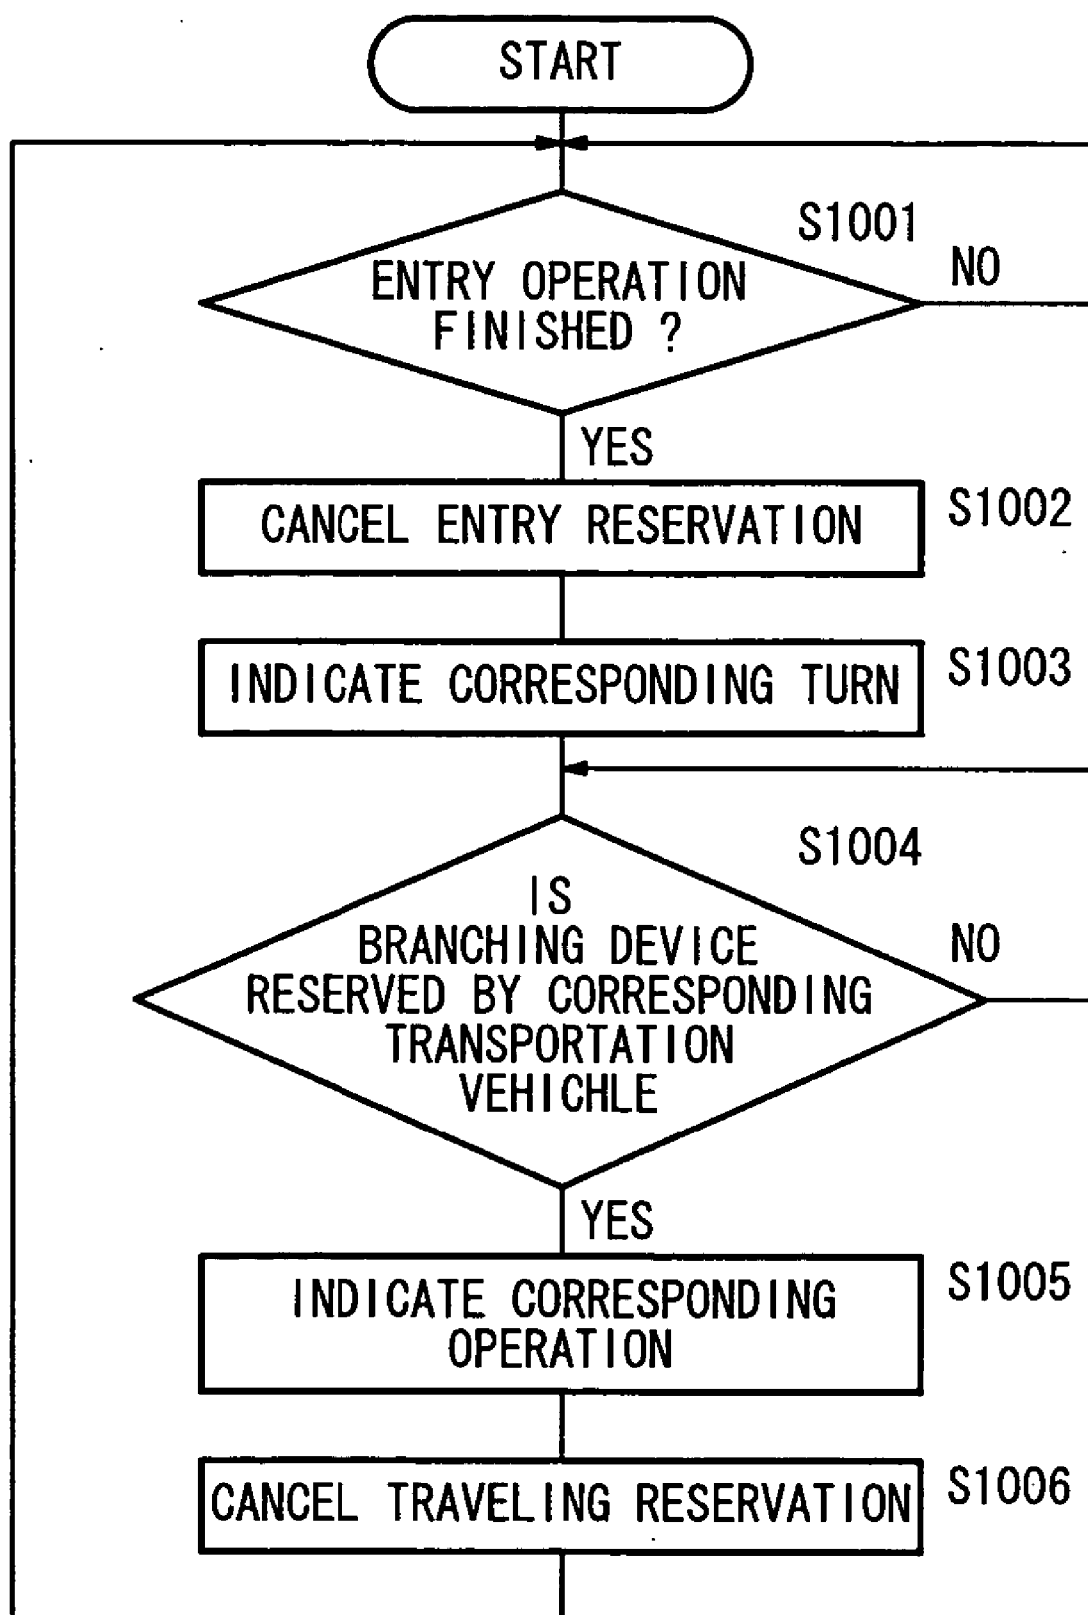 START
S1001
NO
ENTRY OPERATION
FINISHED ?
YES
CANCEL ENTRY RESERVATION
S1002
INDICATE CORRESPONDING TURN
S1003
S1004
IS
BRANCHING DEVICE
RESERVED BY CORRESPONDING
TRANSPORTATION
VEHICHLE
NO
YES
INDICATE CORRESPONDING
OPERATION
S1005
CANCEL TRAVELING RESERVATION
S1006